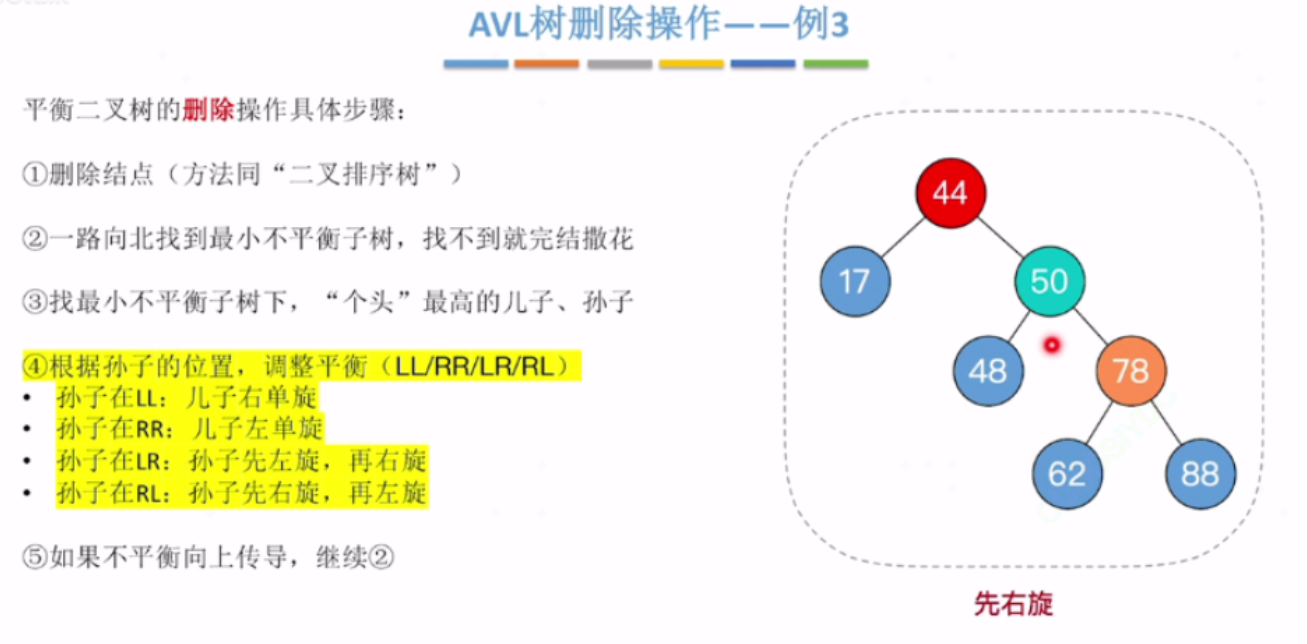 AVL树删除操作——例3
平衡二叉树的删除操作具体步骤：
①删除结点（方法同“二叉排序树”）
②一路向北找到最小不平衡子树，找不到就完结撒花
③找最小不平衡子树下，“个头”最高的儿子、孙子
④根据孙子的位置，调整平衡（LL/RR/LR/RL）
• 孙子在LL：儿子右单旋
• 孙子在RR：儿子左单旋
• 孙子在LR：孙子先左旋，再右旋
• 孙子在RL：孙子先右旋，再左旋
⑤如果不平衡向上传导，继续②
44
17 50
48 78
62 88
先右旋